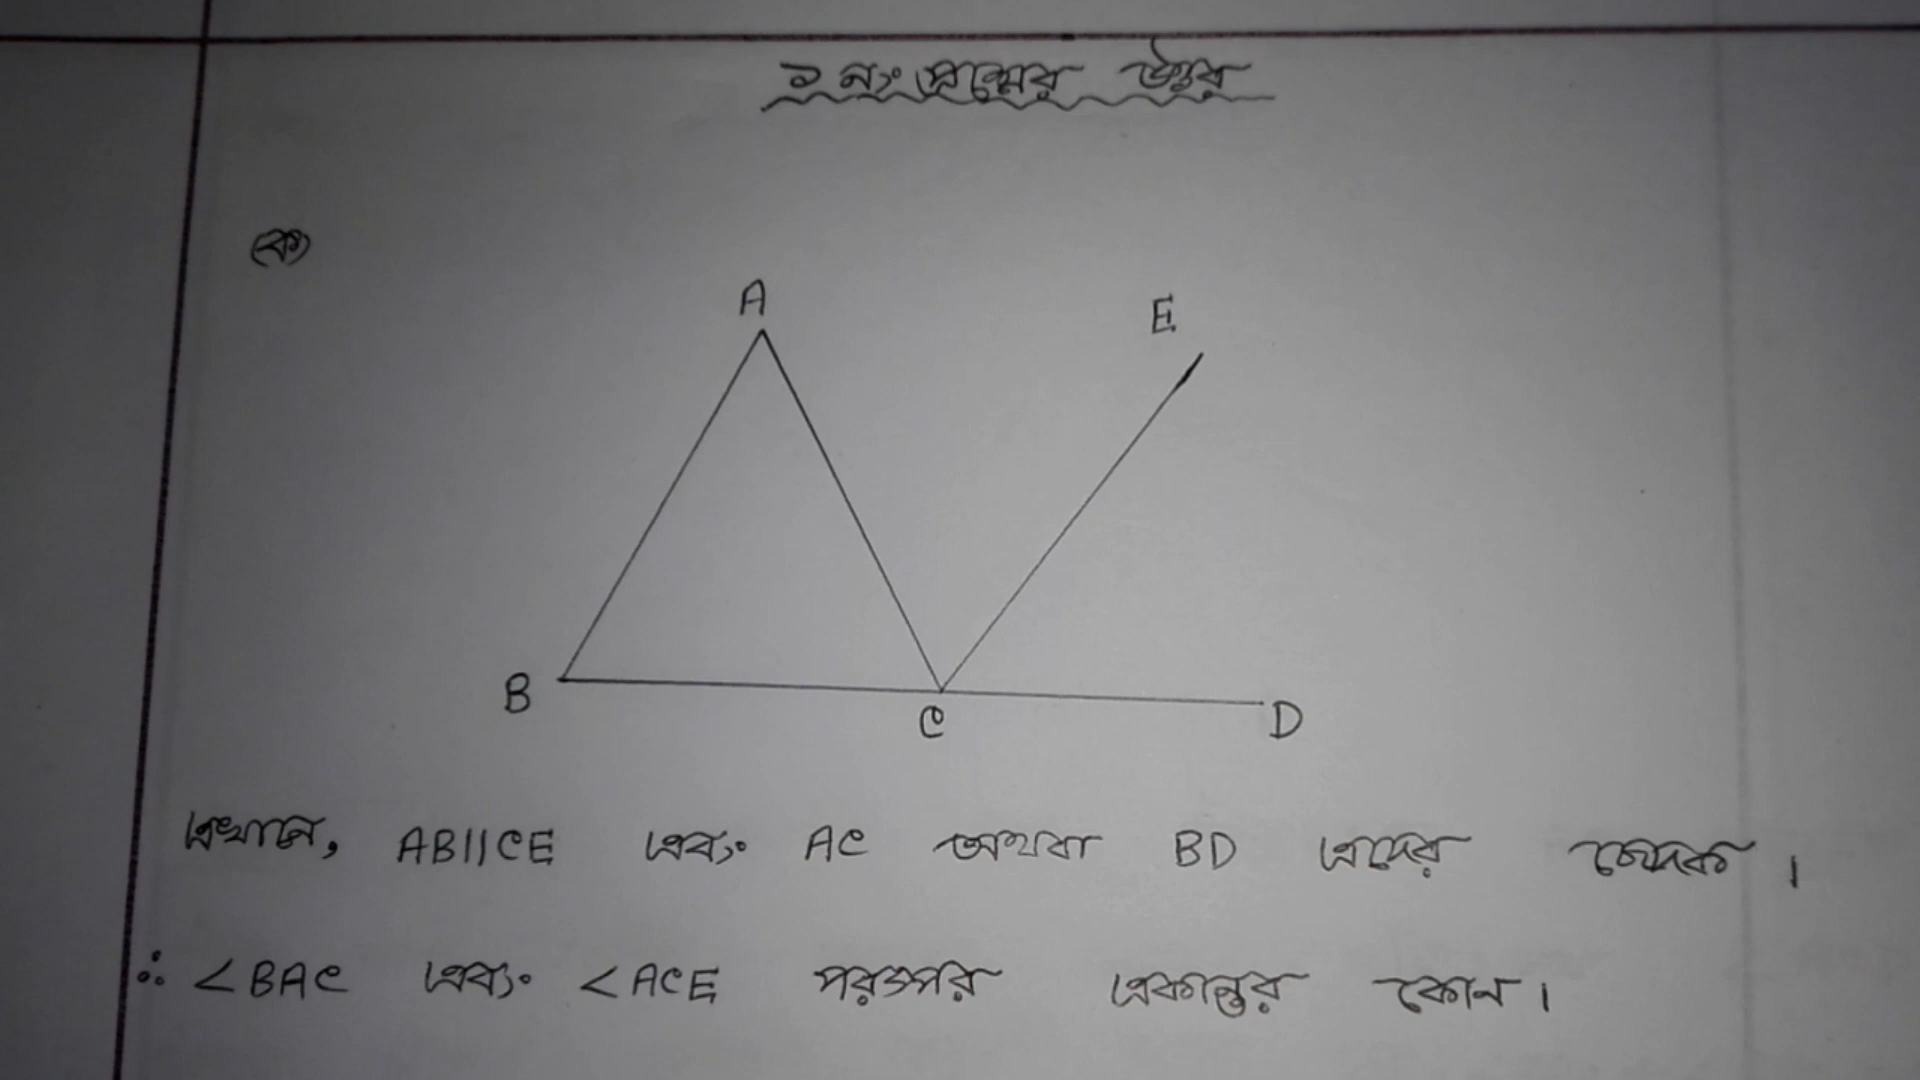 ১ নং প্রশ্নের উত্তর
(ক)
A
E
B
C
D
এখানে, AB||CE এবং AC অথবা BD এদের ছেদক।
∴ <BAC এবং <ACE পরস্পর একান্তর কোন।